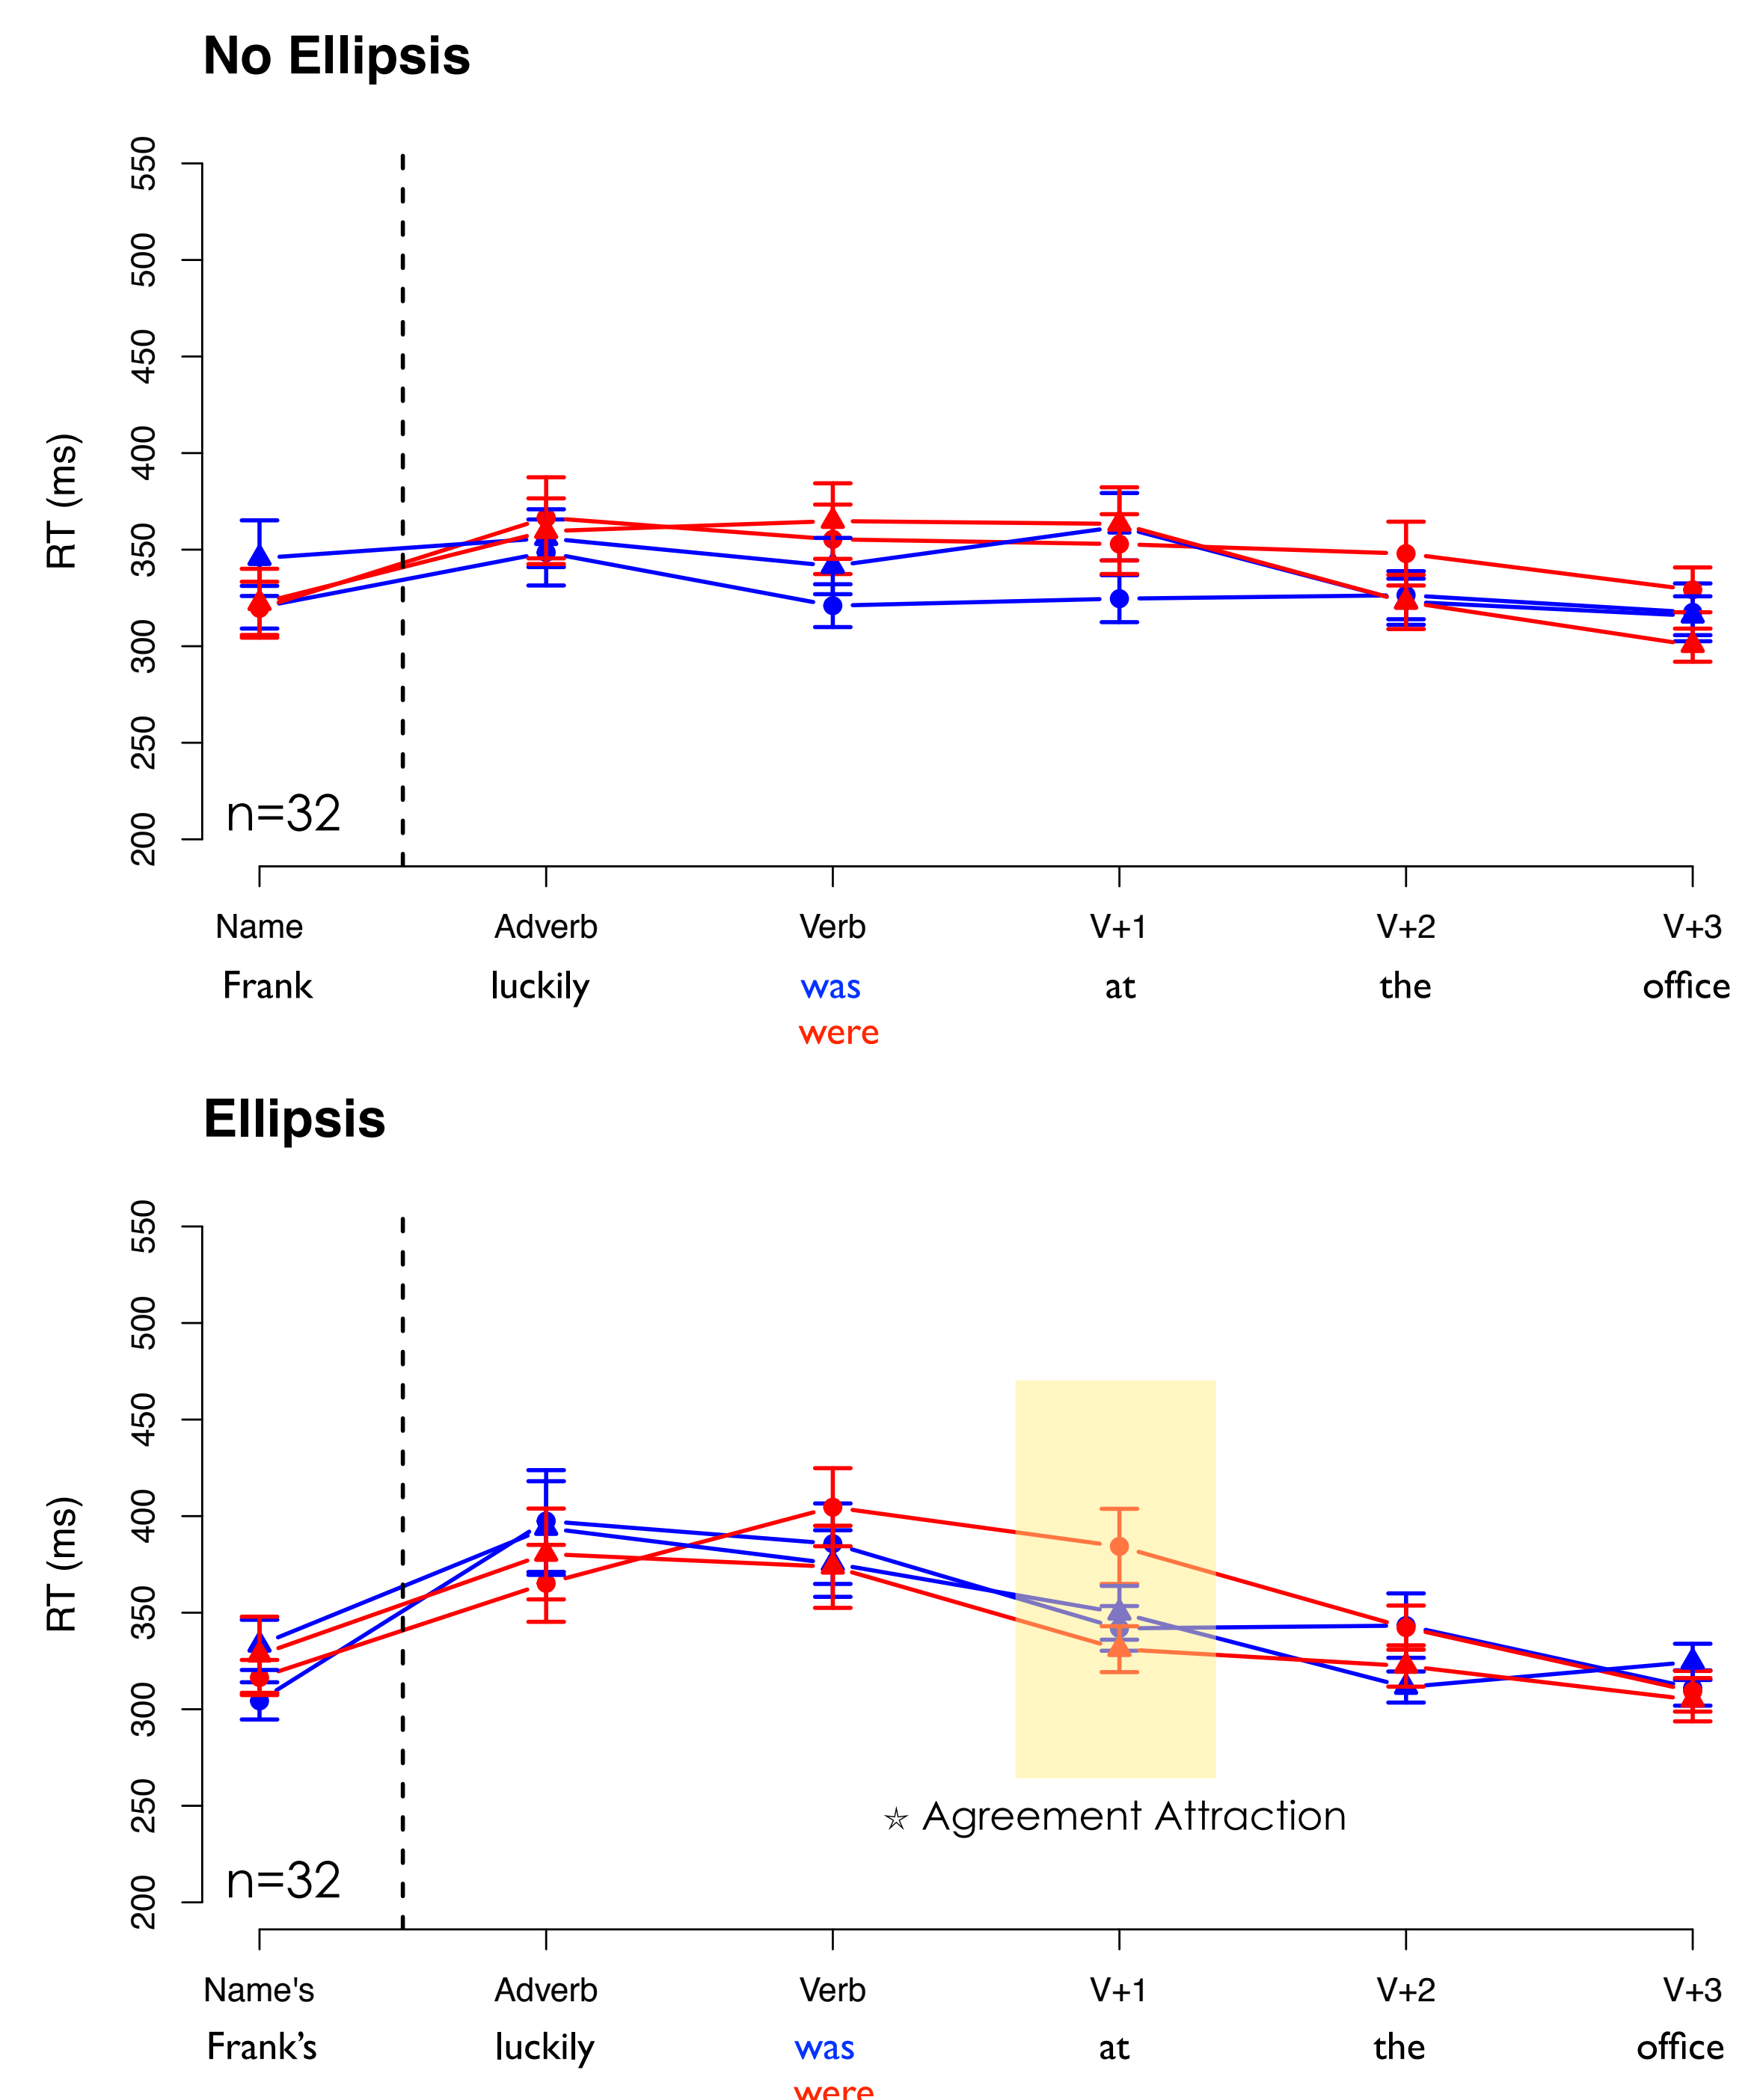 No Ellipsis
550
500
450
400
350
300
250
200
RT (ms)
n=32
Name Adverb Verb V+1 V+2 V+3
Frank luckily was at the office
were
Ellipsis
550
500
450
400
350
300
250
200
RT (ms)
☆ Agreement Attraction
n=32
Name's Adverb Verb V+1 V+2 V+3
Frank’s luckily was at the office
were